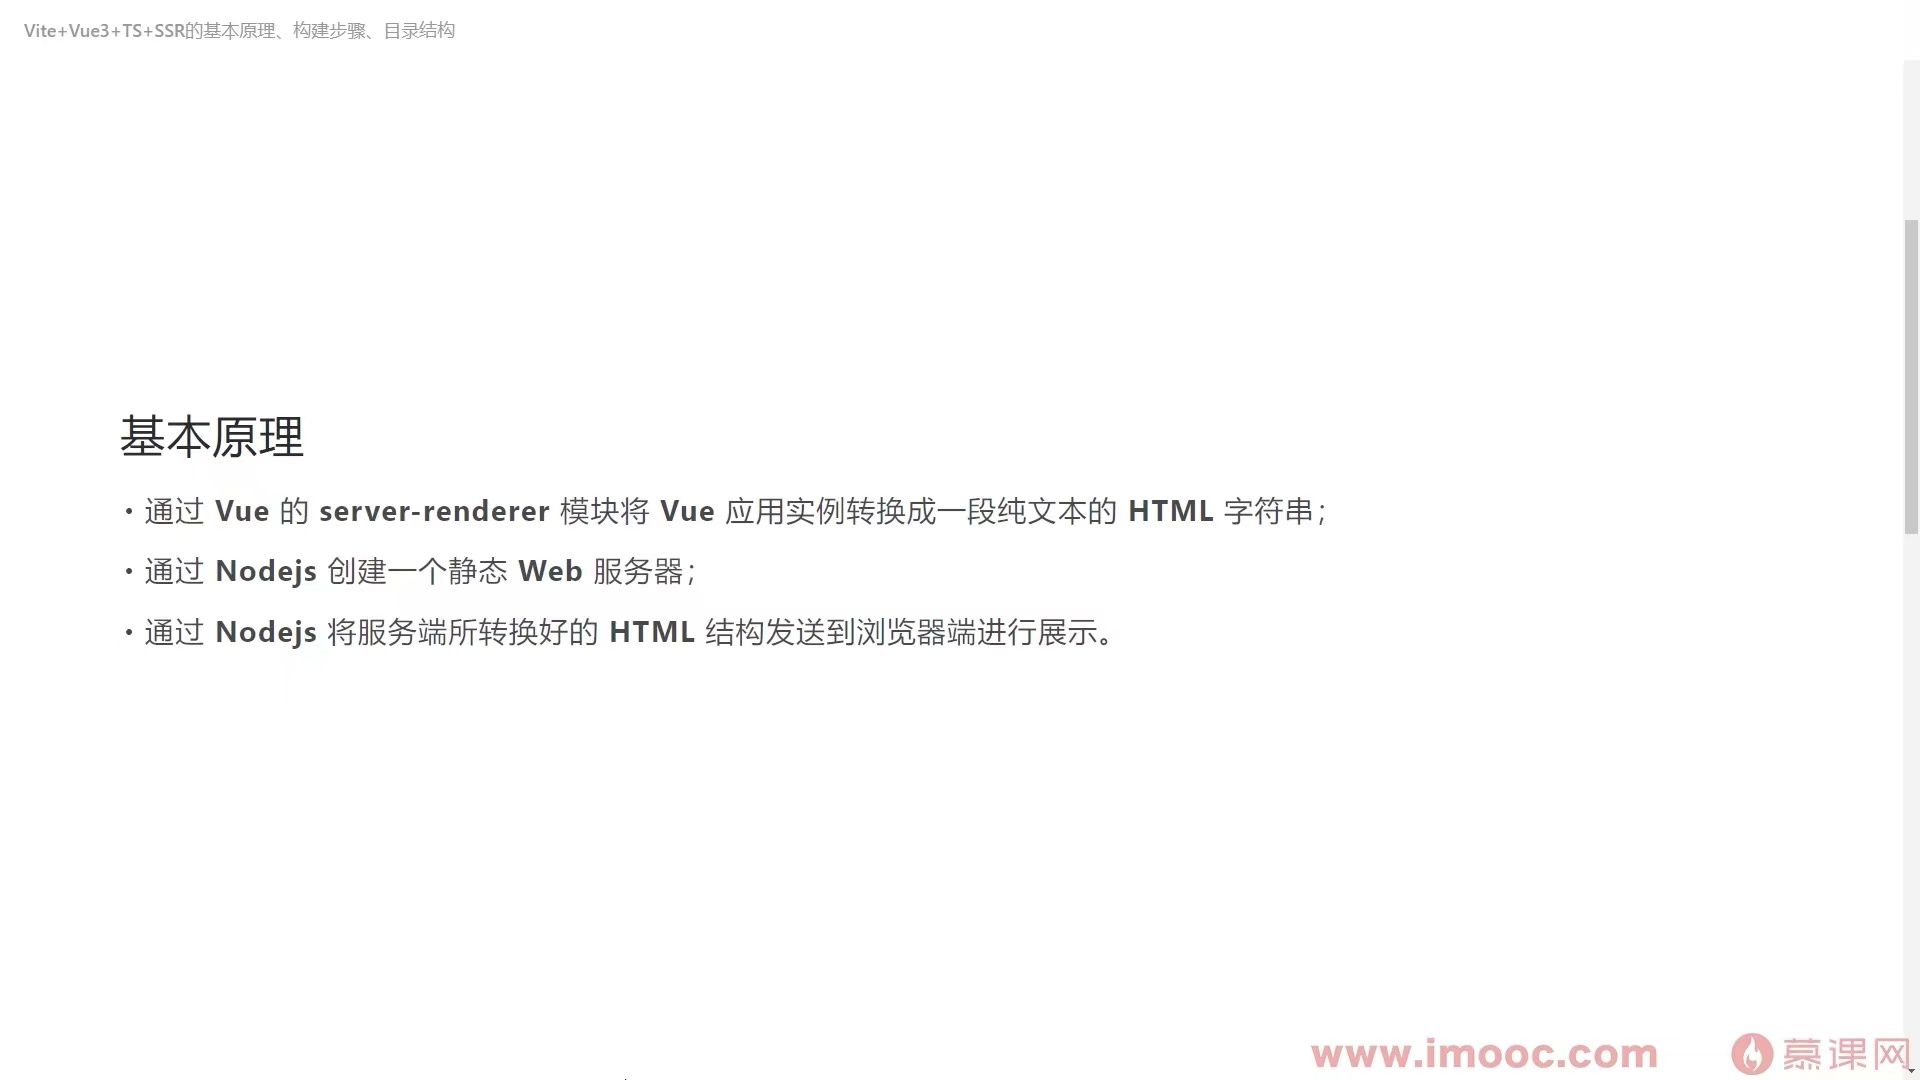 Vite+Vue3+TS+SSR的基本原理、构建步骤、目录结构
基本原理
• 通过 Vue 的 server-renderer 模块将 Vue 应用实例转换成一段纯文本的 HTML 字符串；
• 通过 Nodejs 创建一个静态 Web 服务器；
• 通过 Nodejs 将服务端所转换好的 HTML 结构发送到浏览器端进行展示。
www.imooc.com 慕课网